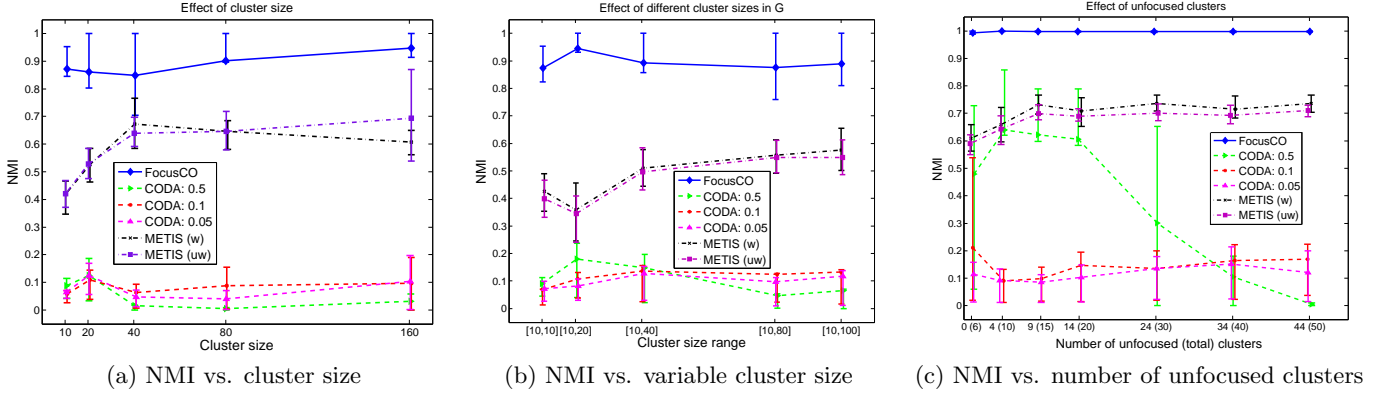 Effect of cluster size
1
0.9
0.8
0.7
0.6
0.5
0.4
0.3
0.2
0.1
0
NMI
FocusCO
CODA: 0.5
CODA: 0.1
CODA: 0.05
METIS (w)
METIS (uw)
10 20 40 80 160
Cluster size
(a) NMI vs. cluster size
Effect of different cluster sizes in G
1
0.9
0.8
0.7
0.6
0.5
0.4
0.3
0.2
0.1
0
NMI
FocusCO
CODA: 0.5
CODA: 0.1
CODA: 0.05
METIS (w)
METIS (uw)
[10,10] [10,20] [10,40] [10,80] [10,100]
Cluster size range
(b) NMI vs. variable cluster size
Effect of unfocused clusters
1
0.9
0.8
0.7
0.6
0.5
0.4
0.3
0.2
0.1
0
NMI
FocusCO
CODA: 0.5
CODA: 0.1
CODA: 0.05
METIS (w)
METIS (uw)
0 (6) 4 (10) 9 (15) 14 (20) 24 (30) 34 (40) 44 (50)
Number of unfocused (total) clusters
(c) NMI vs. number of unfocused clusters